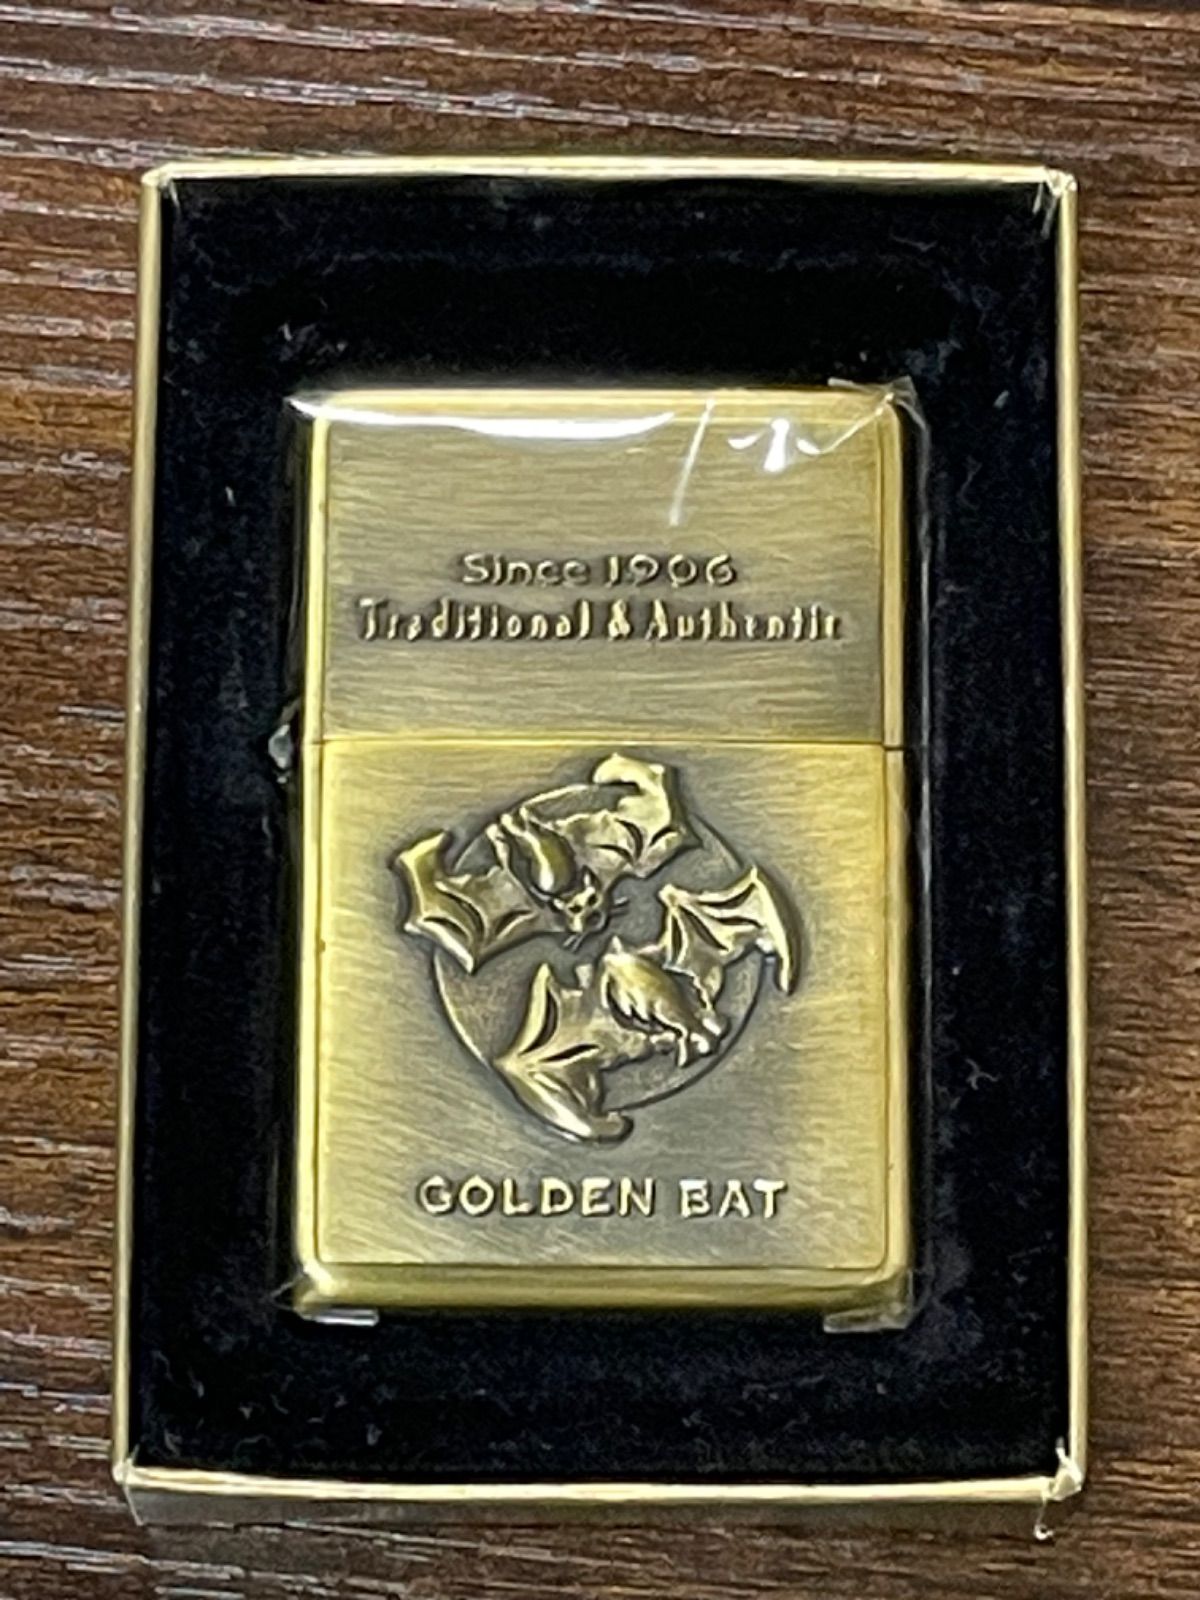 Since 1906
Traditional & Authentic
GOLDEN BAT